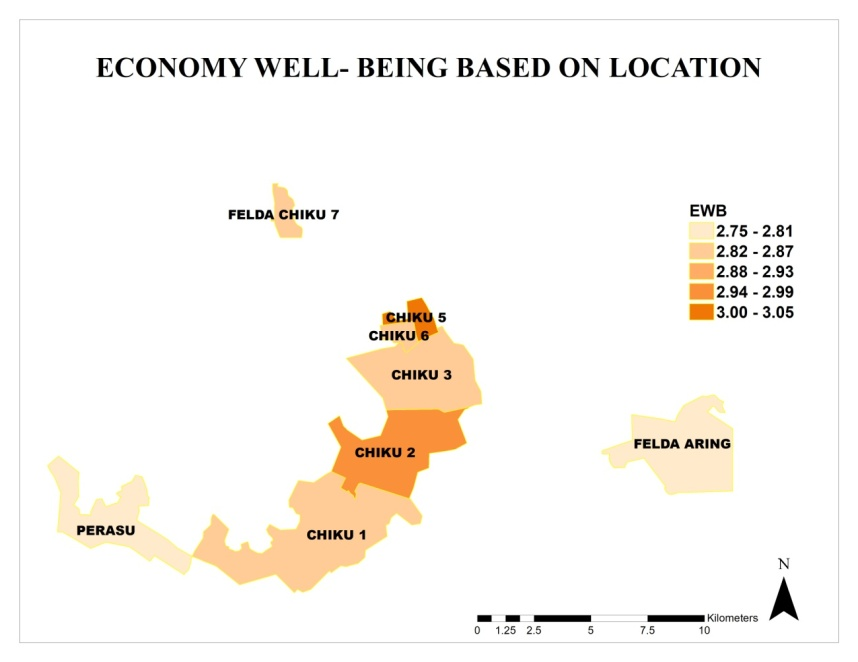 ECONOMY WELL- BEING BASED ON LOCATION
FELDA CHIKU 7
EWB
2.75 - 2.81
2.82 - 2.87
2.88 - 2.93
2.94 - 2.99
3.00 - 3.05
CHIKU 5
CHIKU 6
CHIKU 3
FELDA ARING
CHIKU 2
PERASU
CHIKU 1
N
Kilometers
0 1.25 2.5 5 7.5 10